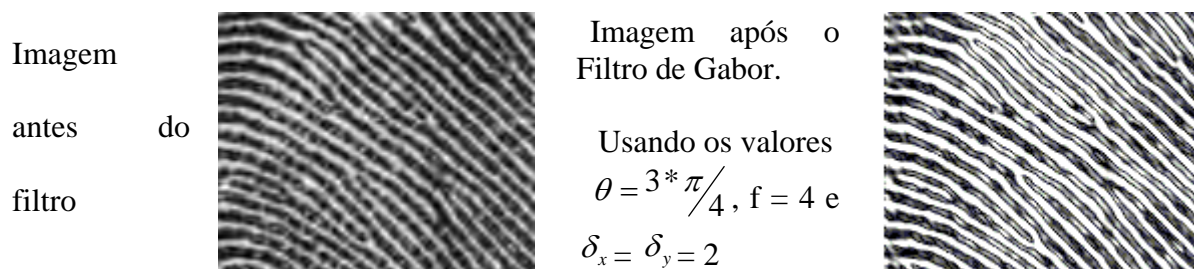 Imagem
antes do
filtro
Imagem após o
Filtro de Gabor.
Usando os valores
θ = 3*π/4, f = 4 e
δx = δy = 2